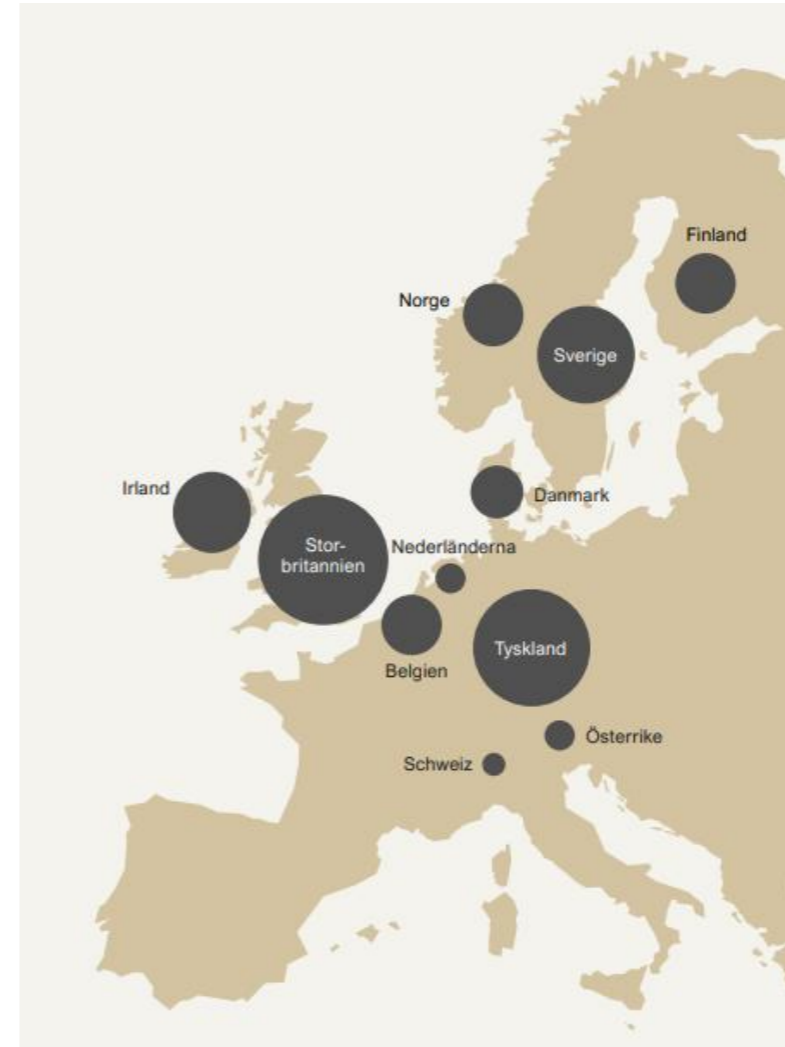 Finland
Norge
Sverige
Irland
Danmark
Stor-
britannien
Nederländerna
Tyskland
Belgien
Österrike
Schweiz